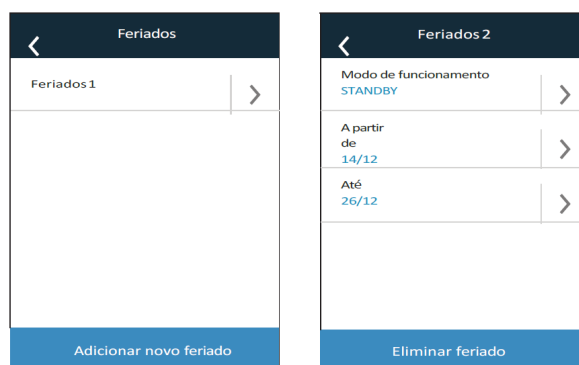 Feriados
Feriados 1
Adicionar novo feriado
Feriados 2
Modo de funcionamento
STANDBY
A partir
de
14/12
Até
26/12
Eliminar feriado